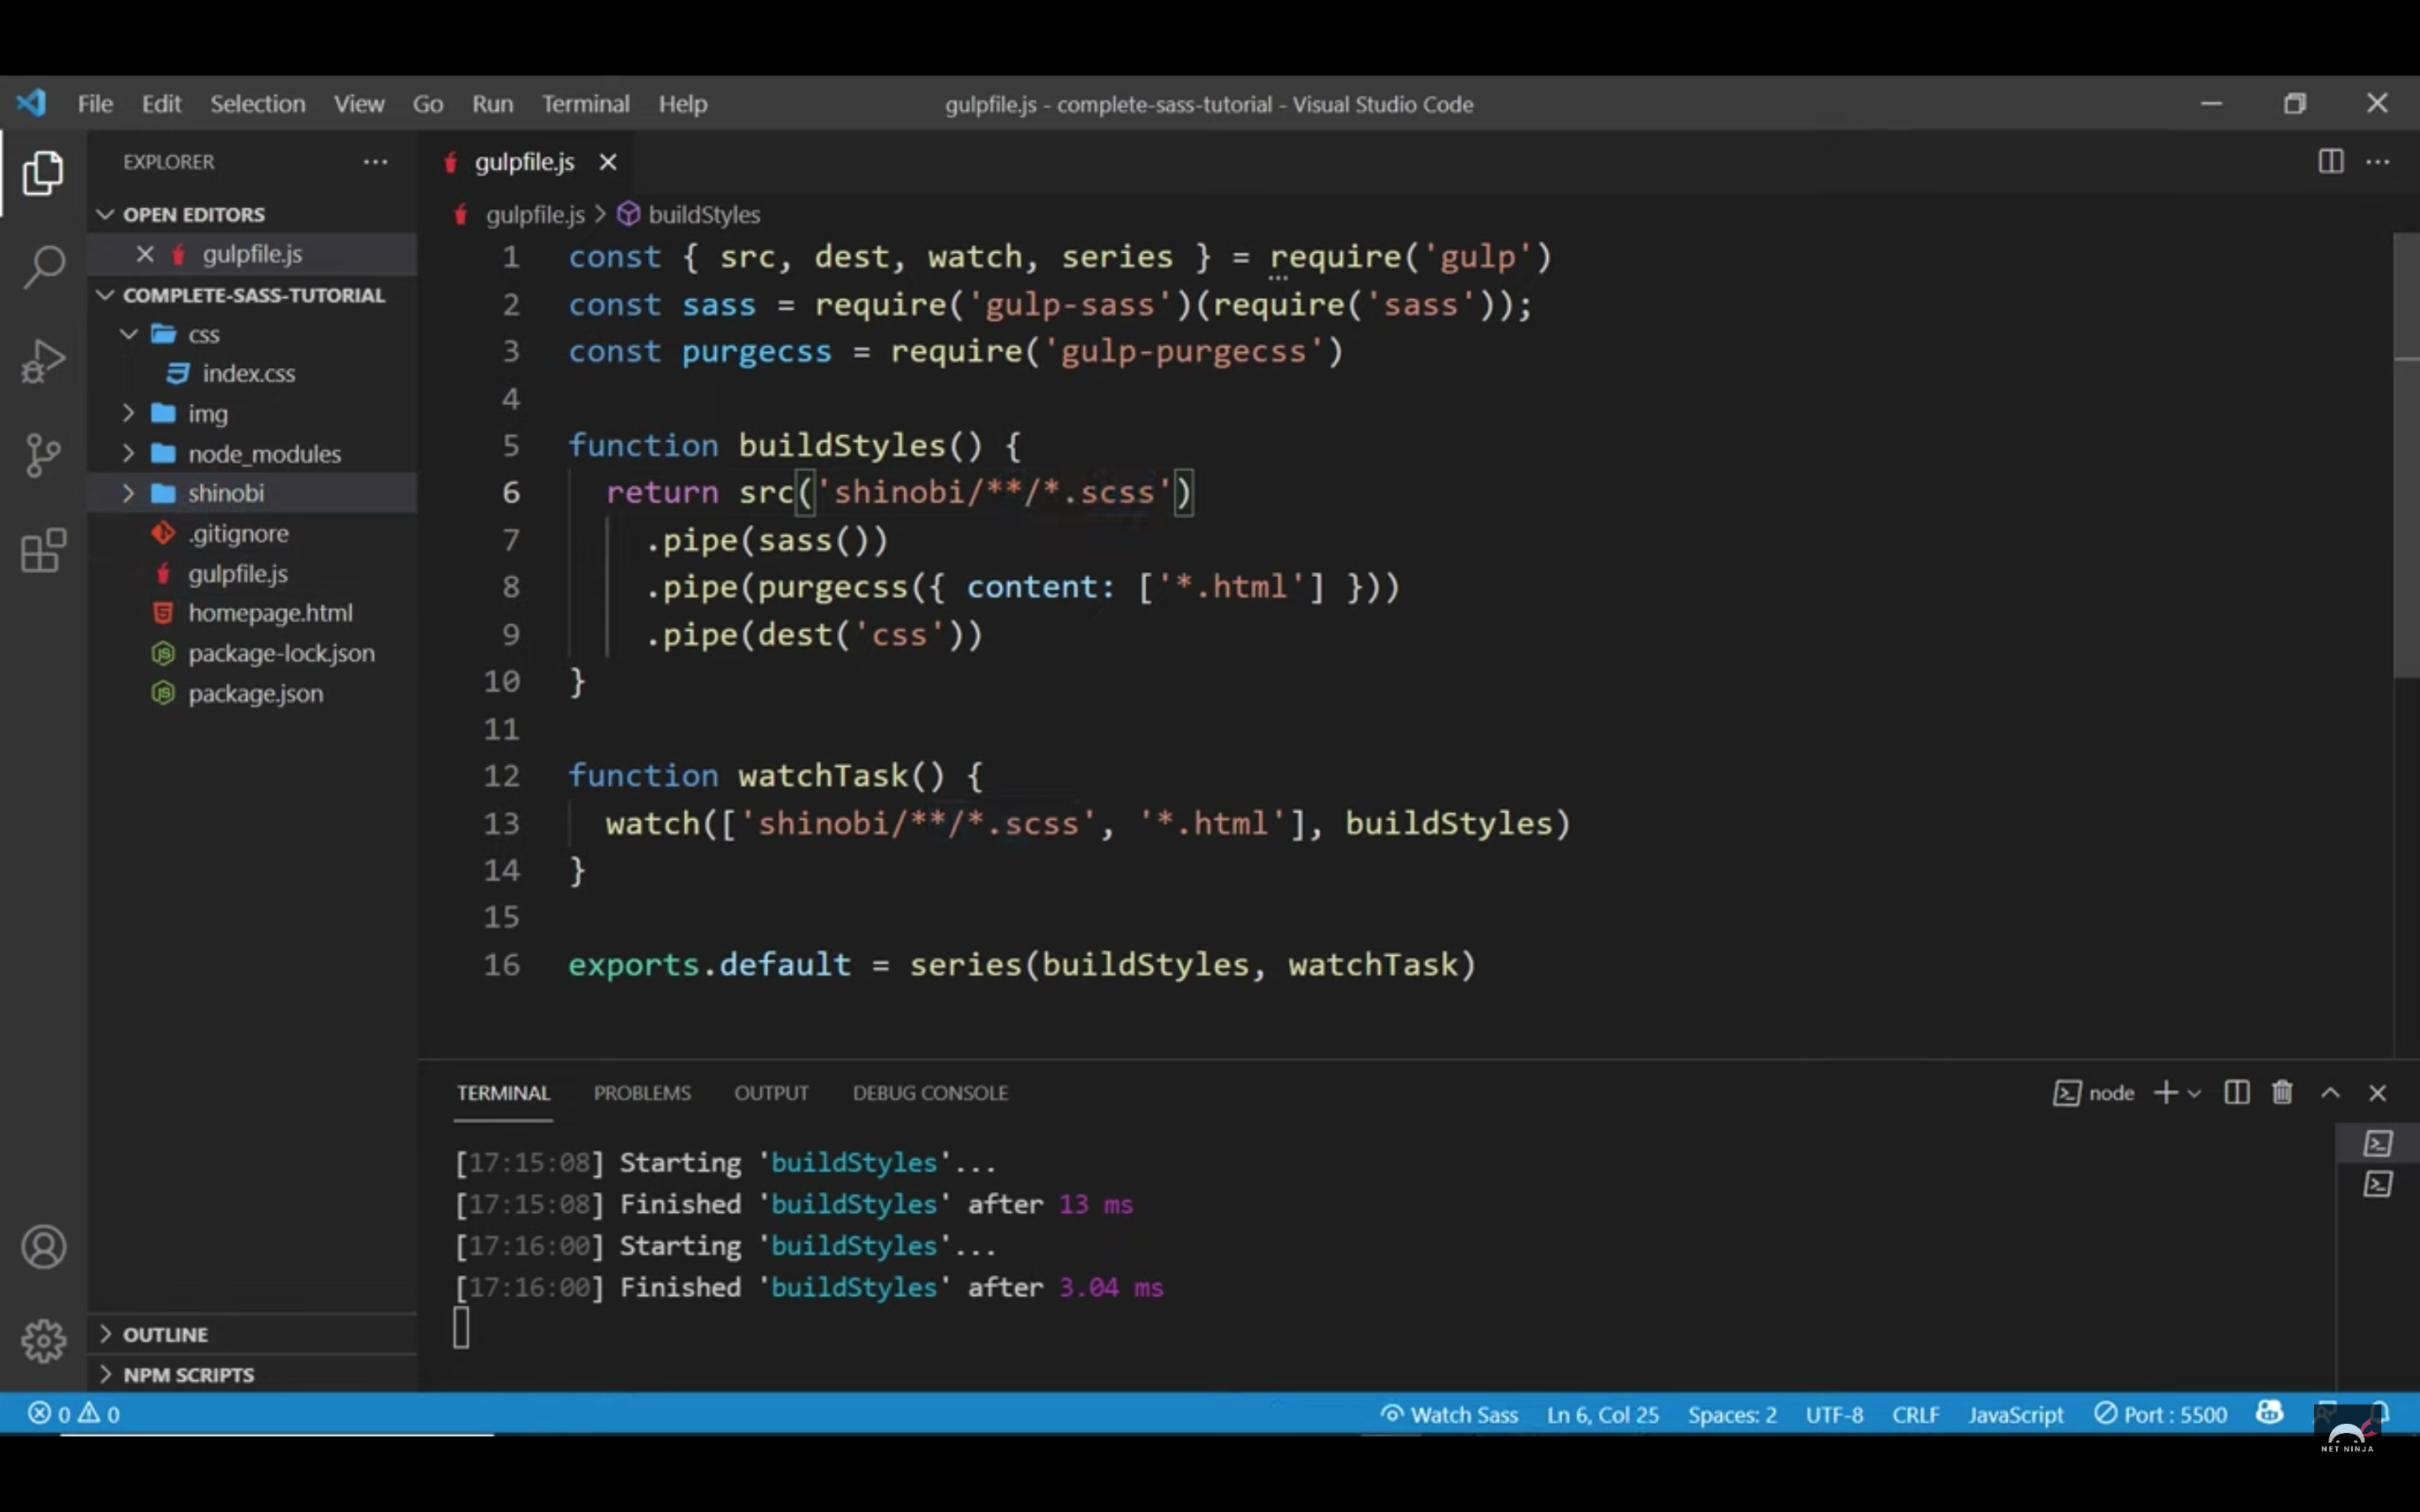 File Edit Selection View Go Run Terminal Help
gulpfile.js - complete-sass-tutorial - Visual Studio Code
EXPLORER
OPEN EDITORS
gulpfile.js
COMPLETE-SASS-TUTORIAL
css
index.css
img
node_modules
shinobi
.gitignore
gulpfile.js
homepage.html
package-lock.json
package.json
OUTLINE
NPM SCRIPTS
gulpfile.js
gulpfile.js > buildStyles
1 const { src, dest, watch, series } = require('gulp')
2 const sass = require('gulp-sass')(require('sass'));
3 const purgecss = require('gulp-purgecss')
4
5 function buildStyles() {
6 return src('shinobi/**/*.scss')
7 .pipe(sass())
8 .pipe(purgecss({ content: ['*.html'] }))
9 .pipe(dest('css'))
10 }
11
12 function watchTask() {
13 watch(['shinobi/**/*.scss', '*.html'], buildStyles)
14 }
15
16 exports.default = series(buildStyles, watchTask)
TERMINAL PROBLEMS OUTPUT DEBUG CONSOLE
node
[17:15:08] Starting 'buildStyles'...
[17:15:08] Finished 'buildStyles' after 13 ms
[17:16:00] Starting 'buildStyles'...
[17:16:00] Finished 'buildStyles' after 3.04 ms
0 0
Watch Sass Ln 6, Col 25 Spaces: 2 UTF-8 CRLF JavaScript Port : 5500
NET NINJA